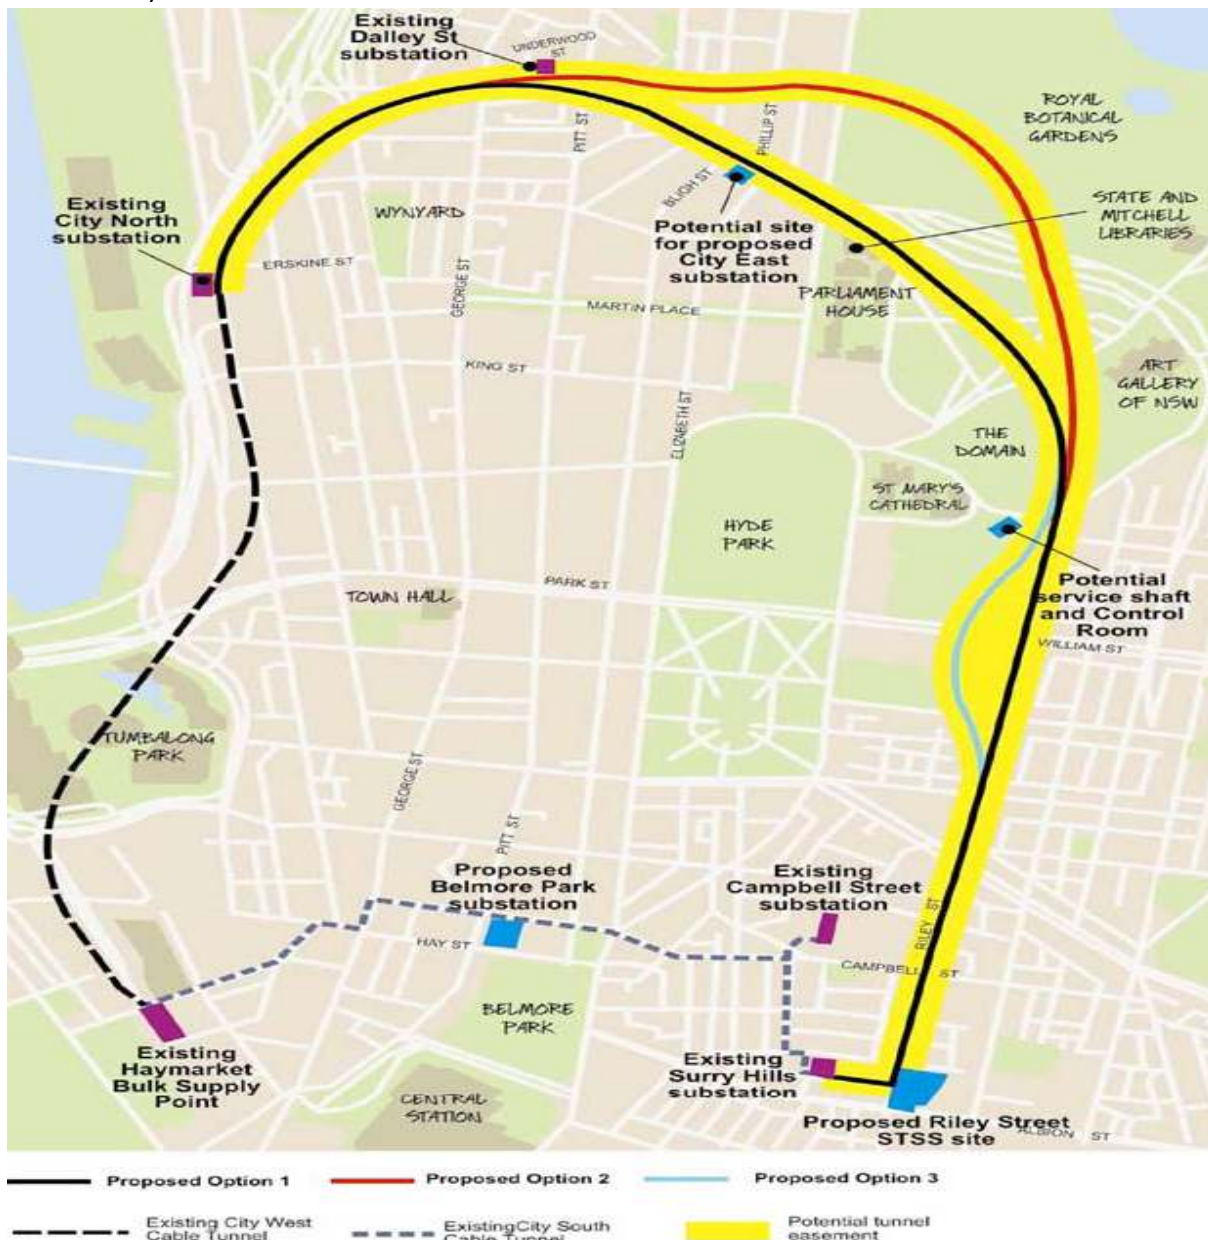 Existing
Dalley St
substation
UNDERWOOD
ST
ROYAL
BOTANICAL
GARDENS
PITT ST
PHILLIP ST
BLIGH ST
STATE AND
MITCHELL
LIBRARIES
Existing
City North
substation
WYNYARD
Potential site
for proposed
City East
substation
ERSKINE ST
GEORGE ST
PARLIAMENT
HOUSE
MARTIN PLACE
KING ST
ART
GALLERY
OF NSW
ELIZABETH ST
THE
DOMAIN
ST MARY'S
CATHEDRAL
HYDE
PARK
Potential
service shaft
and Control
Room
PARK ST
TOWN HALL
WILLIAM ST
TUMBALONG
PARK
GEORGE ST
PITT ST
Proposed
Belmore Park
substation
Existing
Campbell Street
substation
RILEY ST
HAY ST
CAMPBELL ST
BELMORE
PARK
Existing
Haymarket
Bulk Supply
Point
Existing
Surry Hills
substation
CENTRAL
STATION
Proposed Riley Street
STSS site
ALBION ST
Proposed Option 1
Proposed Option 2
Proposed Option 3
Existing City West
Cable Tunnel
ExistingCity South
Cable Tunnel
Potential tunnel
easement